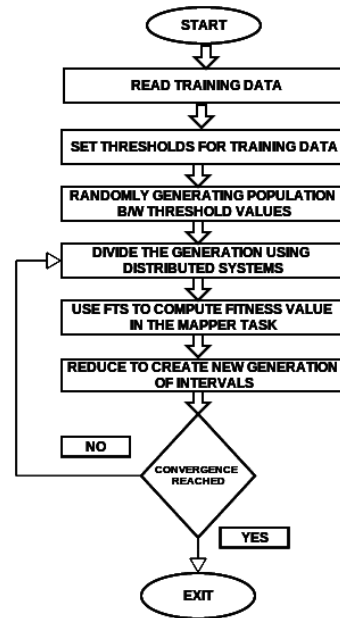 START
READ TRAINING DATA
SET THRESHOLDS FOR TRAINING DATA
RANDOMLY GENERATING POPULATION
B/W THRESHOLD VALUES
DIVIDE THE GENERATION USING
DISTRIBUTED SYSTEMS
USE FTS TO COMPUTE FITNESS VALUE
IN THE MAPPER TASK
REDUCE TO CREATE NEW GENERATION
OF INTERVALS
NO
CONVERGENCE
REACHED
YES
EXIT